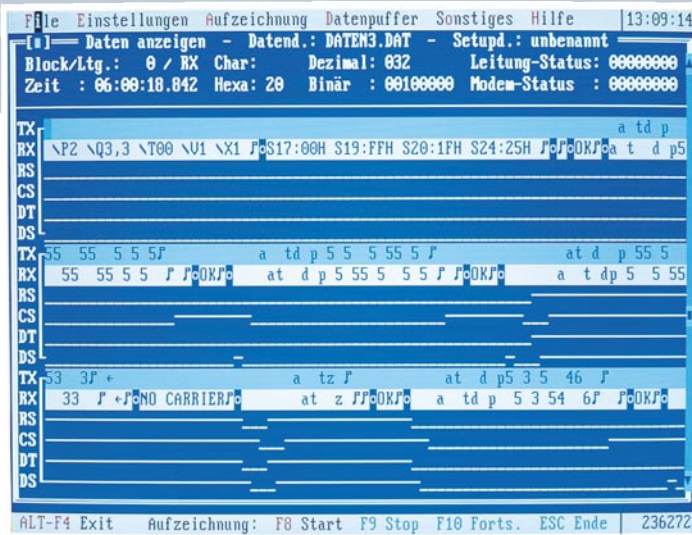 File Einstellungen Aufzeichnung Datenpuffer Sonstiges Hilfe 13:09:14
Daten anzeigen – Datend.: DATEN3.DAT – Setupd.: unbenannt
Block/Ltg.: 0 / RX Char: Dezimal: 032 Leitung-Status: 00000000
Zeit : 06:00:18.842 Hexa: 20 Binär : 00100000 Modem-Status : 00000000
TX a td p
RX \P2 \Q3,3 \T00 \V1 \X1 ♪◘S17:00H S19:FFH S20:1FH S24:25H ♪◘♪◘OK♪◘a t d p5
RS
CS
DT
DS
TX 55 55 5 5 5♪ a td p 5 5 5 55 5 ♪ at d p 55 5
RX 55 55 5 5 ♪ ♪◘OK♪◘ at d p 5 55 5 5 5 ♪ ♪◘OK♪◘ a t dp 5 5 55
RS
CS
DT
DS
TX 53 3♪ ← a tz ♪ at d p5 3 5 46 ♪
RX 33 ♪ ←♪◘NO CARRIER♪◘ at z ♪♪◘OK♪◘ a td p 5 3 54 6♪ ♪◘OK♪◘
RS
CS
DT
DS
ALT-F4 Exit Aufzeichnung: F8 Start F9 Stop F10 Forts. ESC Ende 236272